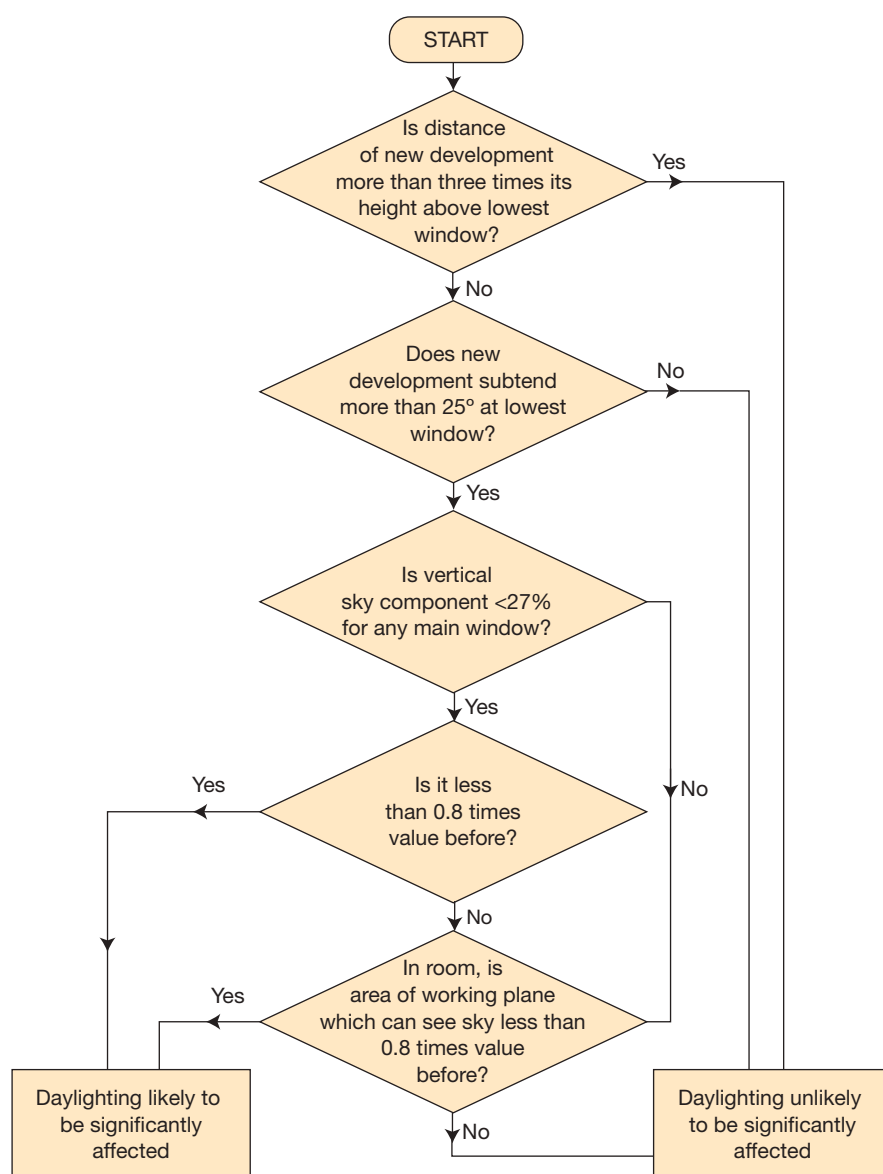 START
Is distance
of new development
more than three times its
height above lowest
window?
Yes
No
Does new
development subtend
more than 25º at lowest
window?
No
Yes
Is vertical
sky component <27%
for any main window?
Yes
No
Is it less
than 0.8 times
value before?
Yes
No
In room, is
area of working plane
which can see sky less than
0.8 times value
before?
Yes
No
Daylighting likely to
be significantly
affected
Daylighting unlikely
to be significantly
affected